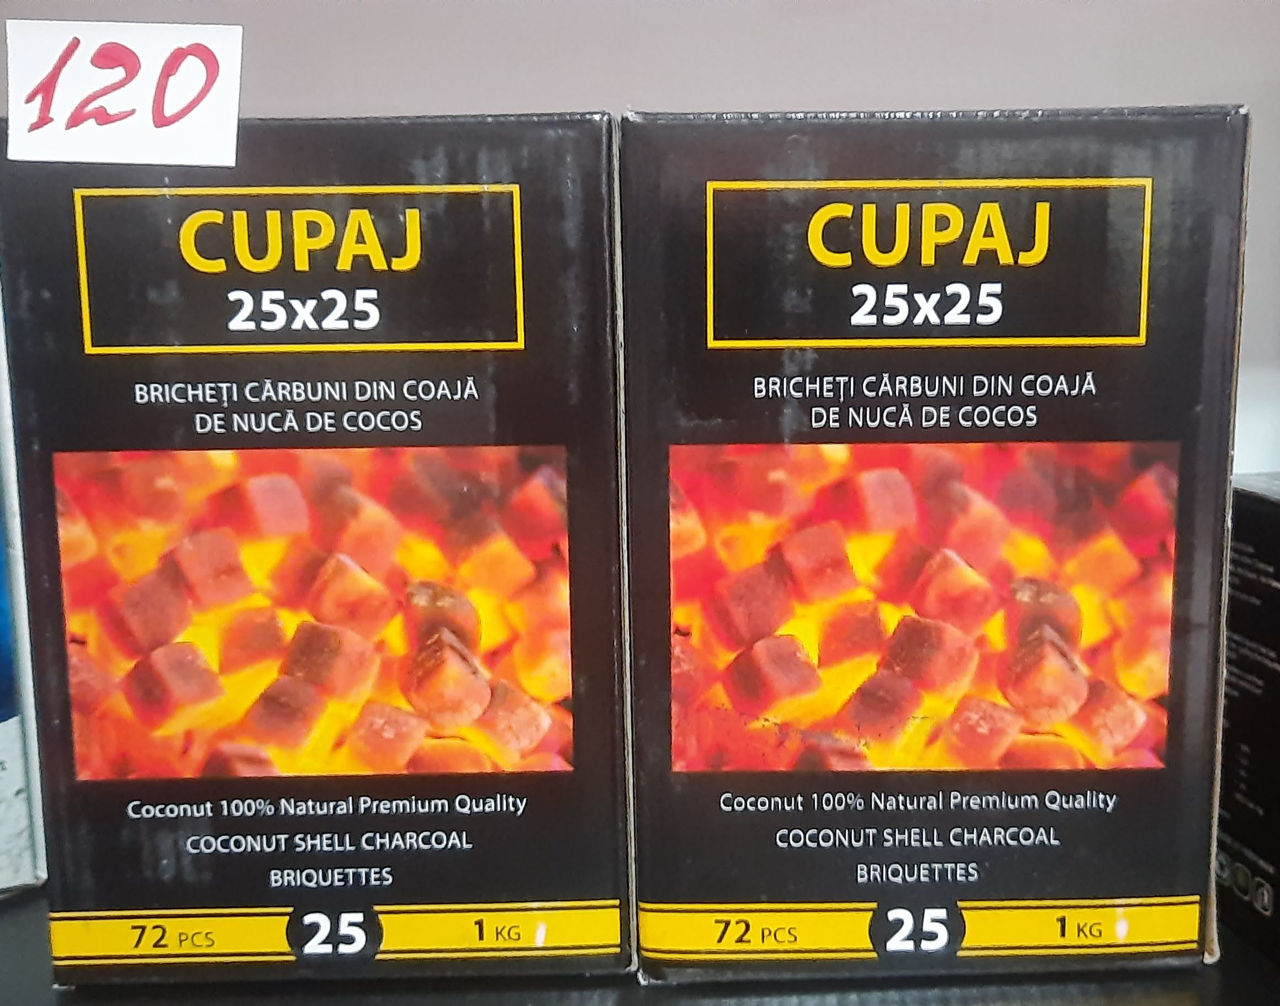 120
CUPAJ
25x25
BRICHEȚI CĂRBUNI DIN COAJĂ
DE NUCĂ DE COCOS
Coconut 100% Natural Premium Quality
COCONUT SHELL CHARCOAL
BRIQUETTES
72 PCS 25 1 KG
CUPAJ
25x25
BRICHEȚI CĂRBUNI DIN COAJĂ
DE NUCĂ DE COCOS
Coconut 100% Natural Premium Quality
COCONUT SHELL CHARCOAL
BRIQUETTES
72 PCS 25 1 KG